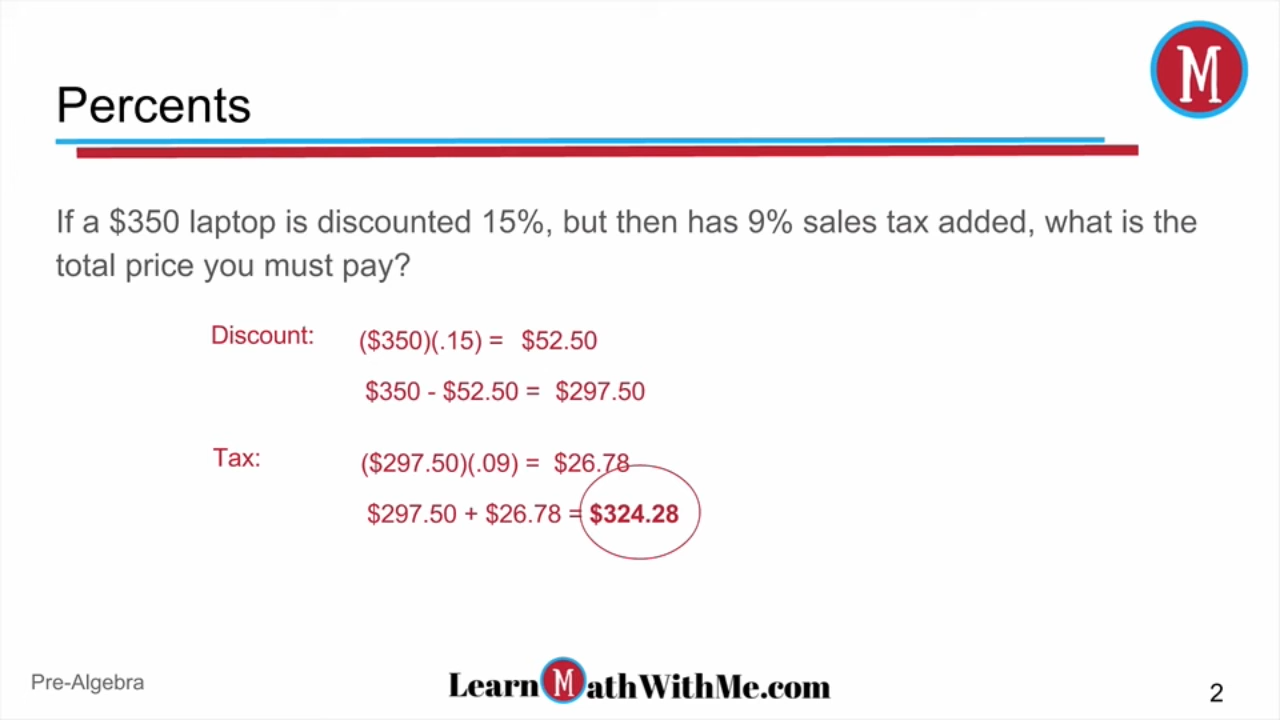 M
Percents
If a $350 laptop is discounted 15%, but then has 9% sales tax added, what is the
total price you must pay?
Discount: ($350)(.15) = $52.50
$350 - $52.50 = $297.50
Tax: ($297.50)(.09) = $26.78
$297.50 + $26.78 = $324.28
Pre-Algebra
LearnMathWithMe.com
2